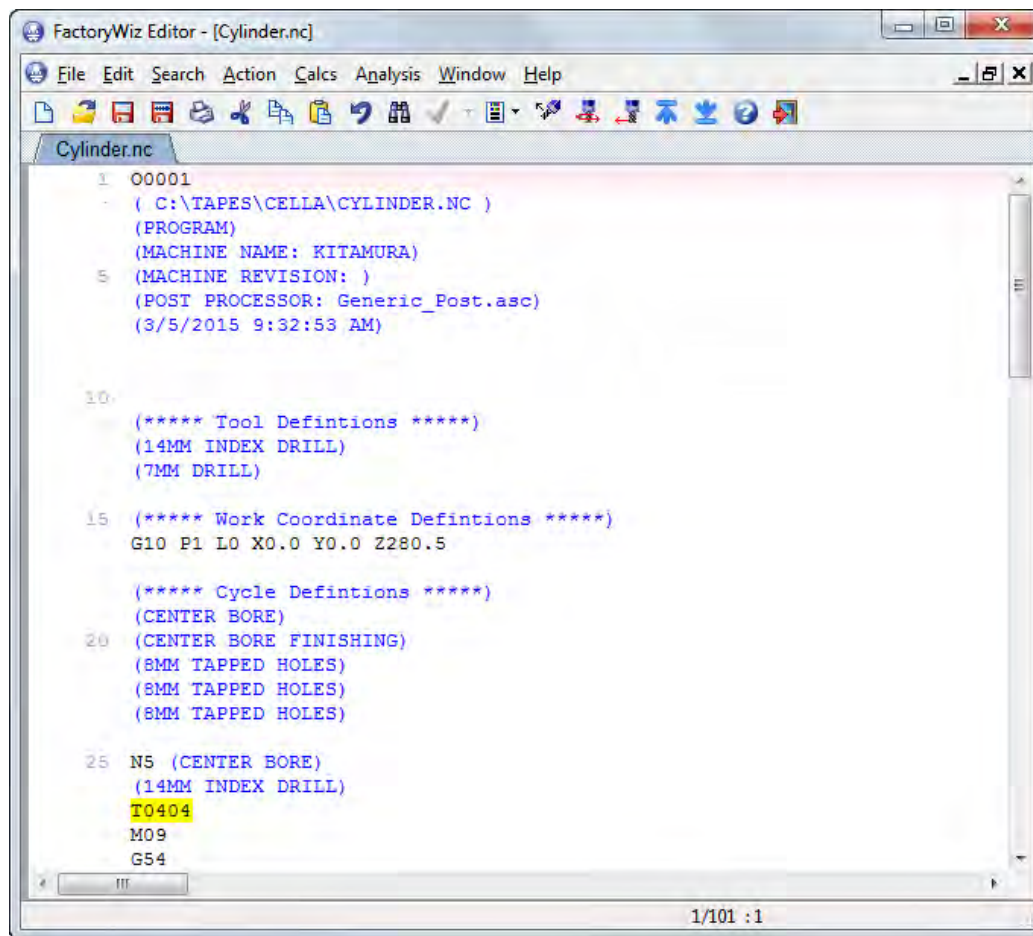 FactoryWiz Editor - [Cylinder.nc]
File Edit Search Action Calcs Analysis Window Help
Cylinder.nc
1 O0001
( C:\TAPES\CELLA\CYLINDER.NC )
(PROGRAM)
(MACHINE NAME: KITAMURA)
5 (MACHINE REVISION: )
(POST PROCESSOR: Generic_Post.asc)
(3/5/2015 9:32:53 AM)
10
(***** Tool Defintions *****)
(14MM INDEX DRILL)
(7MM DRILL)
15 (***** Work Coordinate Defintions *****)
G10 P1 L0 X0.0 Y0.0 Z280.5
(***** Cycle Defintions *****)
(CENTER BORE)
20 (CENTER BORE FINISHING)
(8MM TAPPED HOLES)
(8MM TAPPED HOLES)
(8MM TAPPED HOLES)
25 N5 (CENTER BORE)
(14MM INDEX DRILL)
T0404
M09
G54
1/101 :1